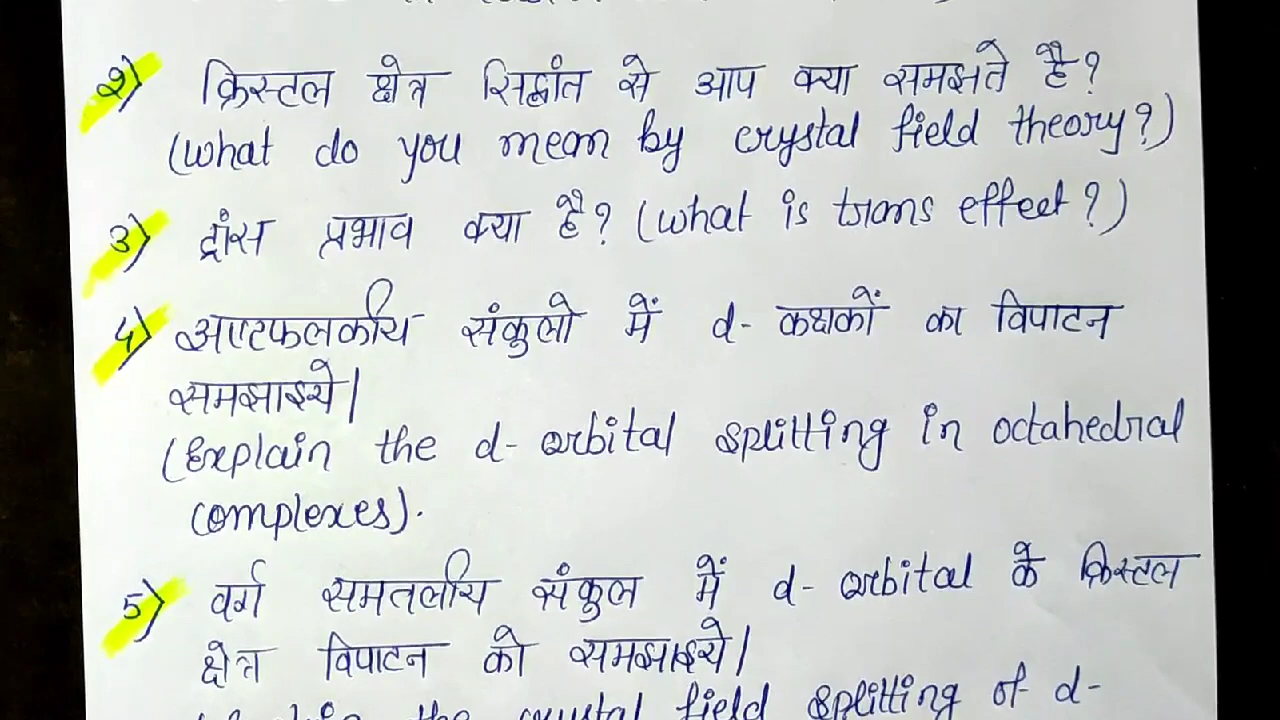 2) क्रिस्टल क्षेत्र सिद्धांत से आप क्या समझते है?
(what do you mean by crystal field theory?)
3) ट्रांस प्रभाव क्या है? (what is trans effect?)
4) अष्टफलकीय संकुलो में d- कक्षकों का विपाटन
समझाइये।
(Explain the d- orbital splitting in octahedral
complexes).
5) वर्ग समतलीय संकुल में d- orbital के क्रिस्टल
क्षेत्र विपाटन को समझाइये।
the crystal field splitting of d-